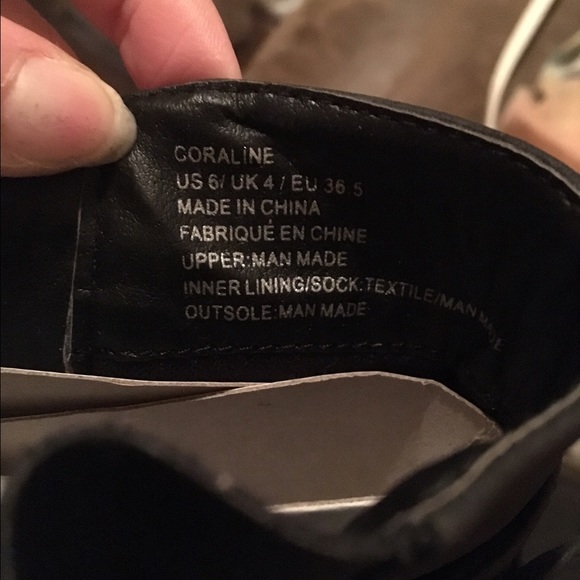 CORALINE
US 6/ UK 4 / EU 36.5
MADE IN CHINA
FABRIQUÉ EN CHINE
UPPER:MAN MADE
INNER LINING/SOCK:TEXTILE/MAN MADE
OUTSOLE:MAN MADE